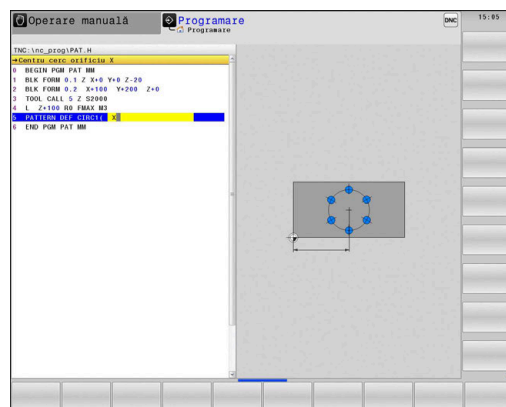 Operare manuală
Programare
Programare
DNC
15:05
TNC:\nc_prog\PAT.H
→Centru cerc orificiu X
0 BEGIN PGM PAT MM
1 BLK FORM 0.1 Z X+0 Y+0 Z-20
2 BLK FORM 0.2 X+100 Y+200 Z+0
3 TOOL CALL 5 Z S2000
4 L Z+100 R0 FMAX M3
5 PATTERN DEF CIRC1( X
6 END PGM PAT MM